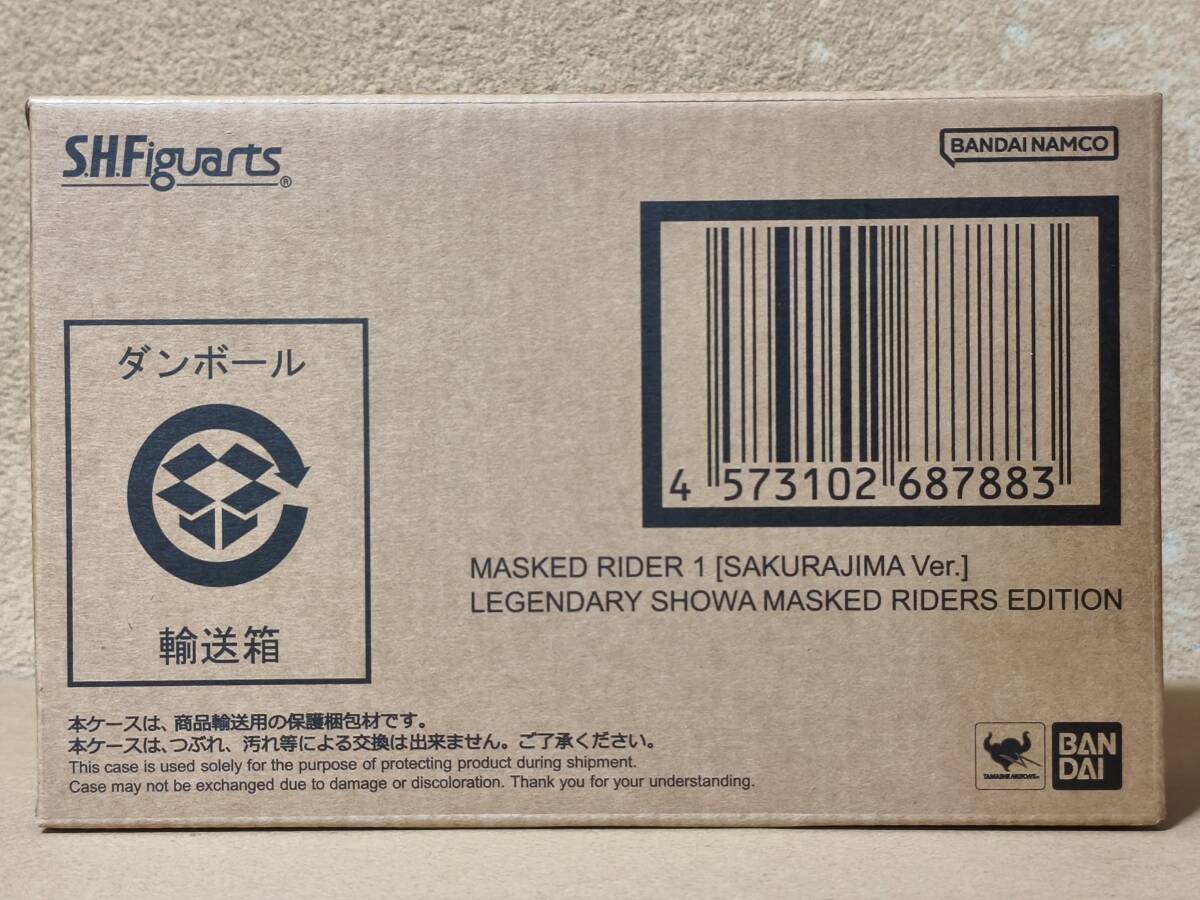 S.H.Figuarts®
BANDAI NAMCO
4 573102 687883
ダンボール
輸送箱
MASKED RIDER 1 [SAKURAJIMA Ver.]
LEGENDARY SHOWA MASKED RIDERS EDITION
本ケースは、商品輸送用の保護梱包材です。
本ケースは、つぶれ、汚れ等による交換は出来ません。ご了承ください。
This case is used solely for the purpose of protecting product during shipment.
Case may not be exchanged due to damage or discoloration. Thank you for your understanding.
TAMASHII NATIONS™
BAN
DAI